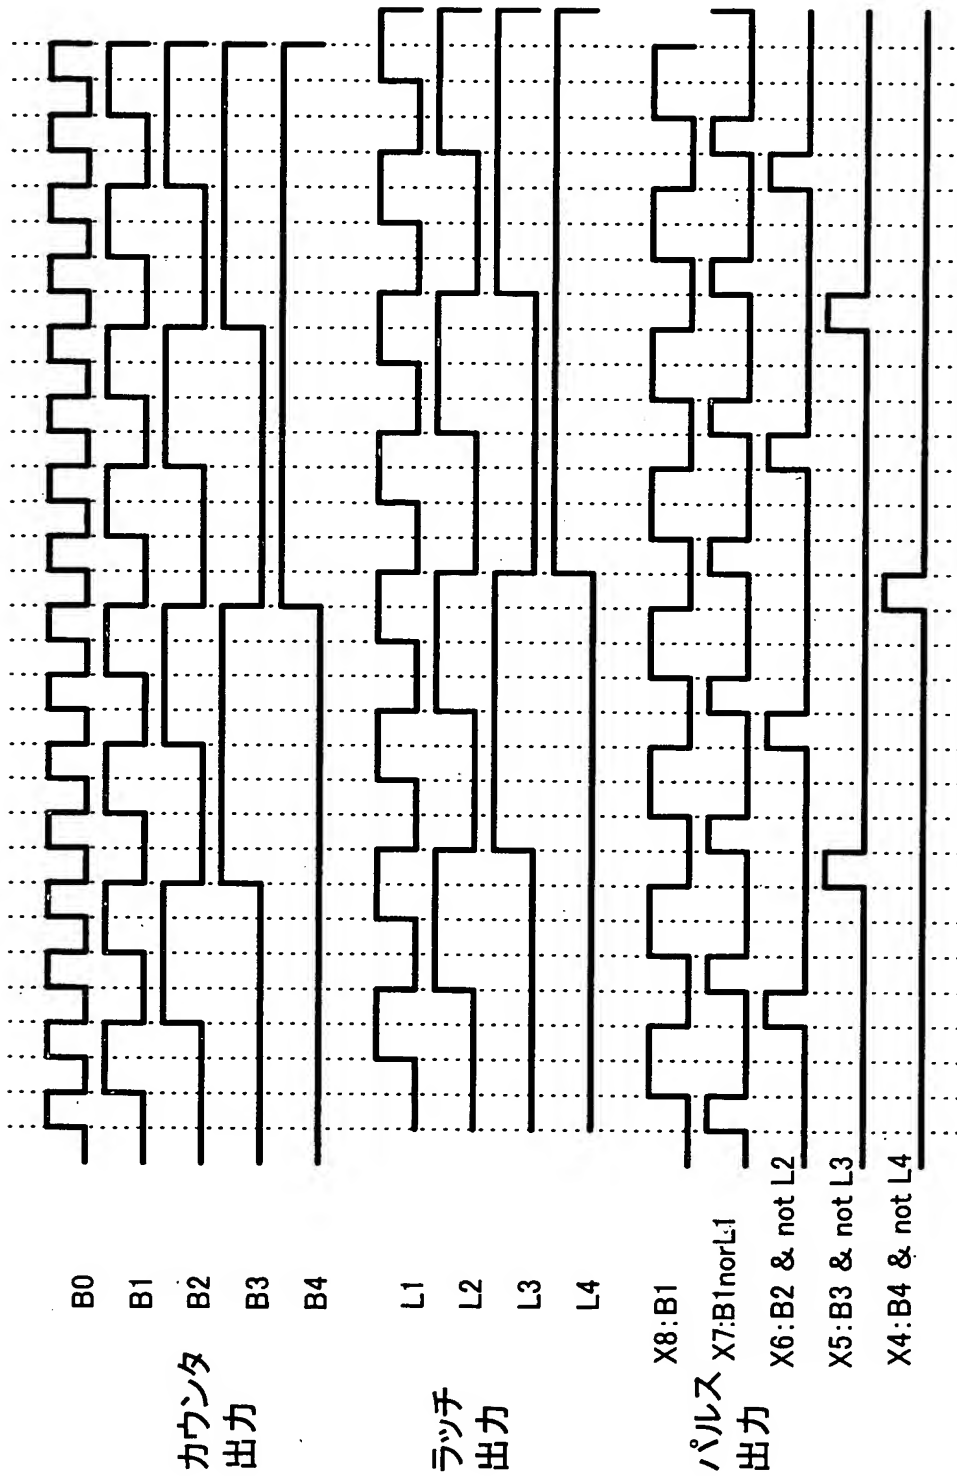 カウンタ
出力
B0
B1
B2
B3
B4
ラッチ
出力
L1
L2
L3
L4
パルス
出力
X8:B1
X7:B1norL1
X6:B2 & not L2
X5:B3 & not L3
X4:B4 & not L4